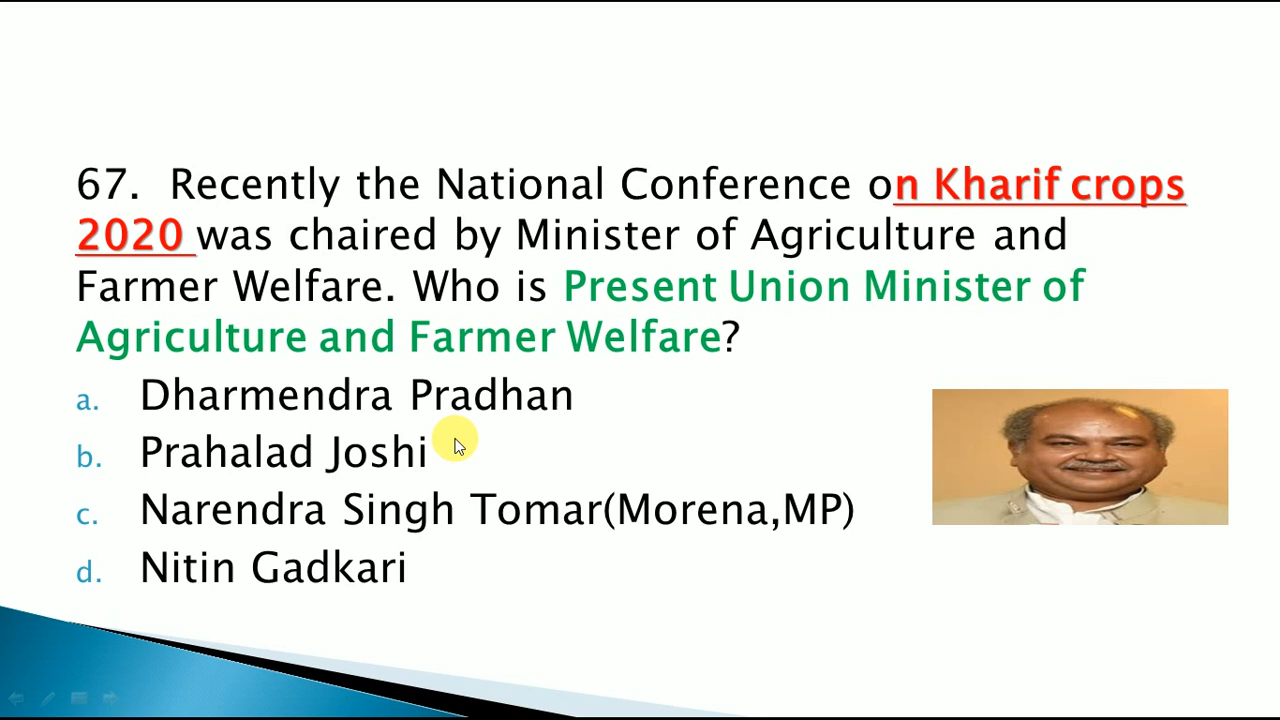 67. Recently the National Conference on Kharif crops
2020 was chaired by Minister of Agriculture and
Farmer Welfare. Who is Present Union Minister of
Agriculture and Farmer Welfare?
a. Dharmendra Pradhan
b. Prahalad Joshi
c. Narendra Singh Tomar(Morena,MP)
d. Nitin Gadkari